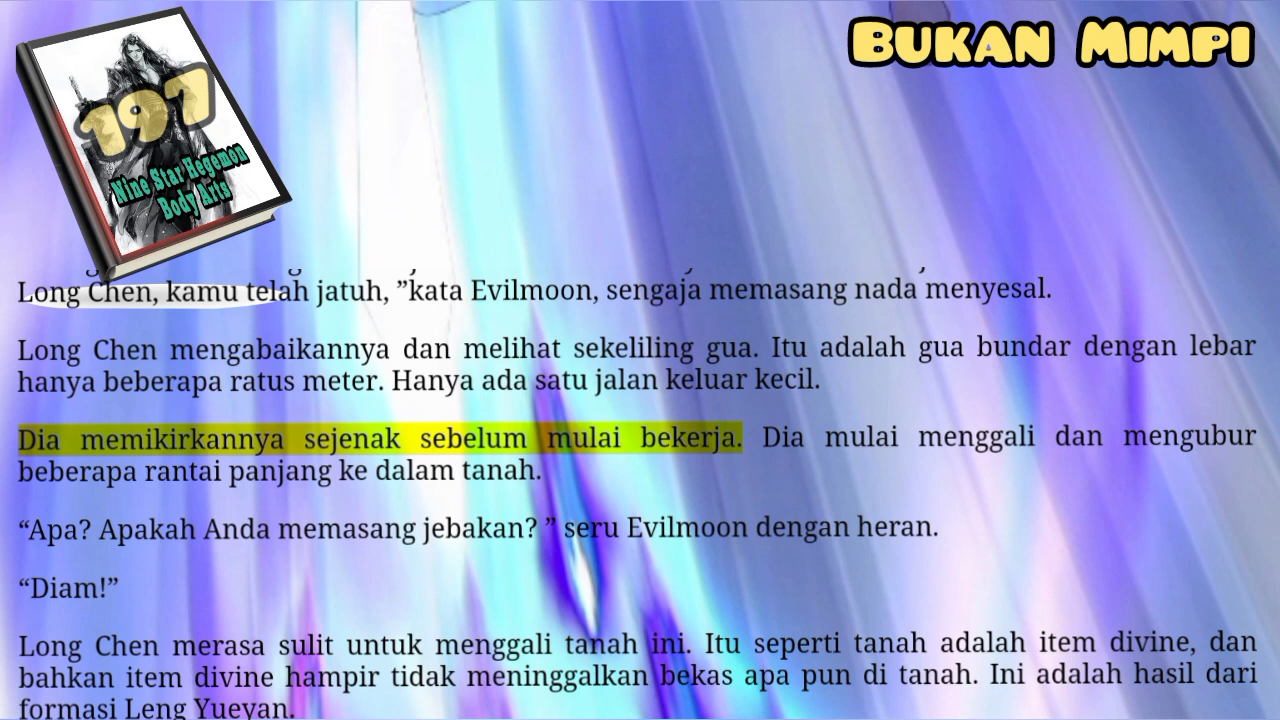 197
Nine Star Hegemon
Body Arts
BUKAN MIMPI
Long Chen, kamu telah jatuh, ”kata Evilmoon, sengaja memasang nada menyesal.
Long Chen mengabaikannya dan melihat sekeliling gua. Itu adalah gua bundar dengan lebar
hanya beberapa ratus meter. Hanya ada satu jalan keluar kecil.
Dia memikirkannya sejenak sebelum mulai bekerja. Dia mulai menggali dan mengubur
beberapa rantai panjang ke dalam tanah.
“Apa? Apakah Anda memasang jebakan? ” seru Evilmoon dengan heran.
“Diam!”
Long Chen merasa sulit untuk menggali tanah ini. Itu seperti tanah adalah item divine, dan
bahkan item divine hampir tidak meninggalkan bekas apa pun di tanah. Ini adalah hasil dari
formasi Leng Yueyan.